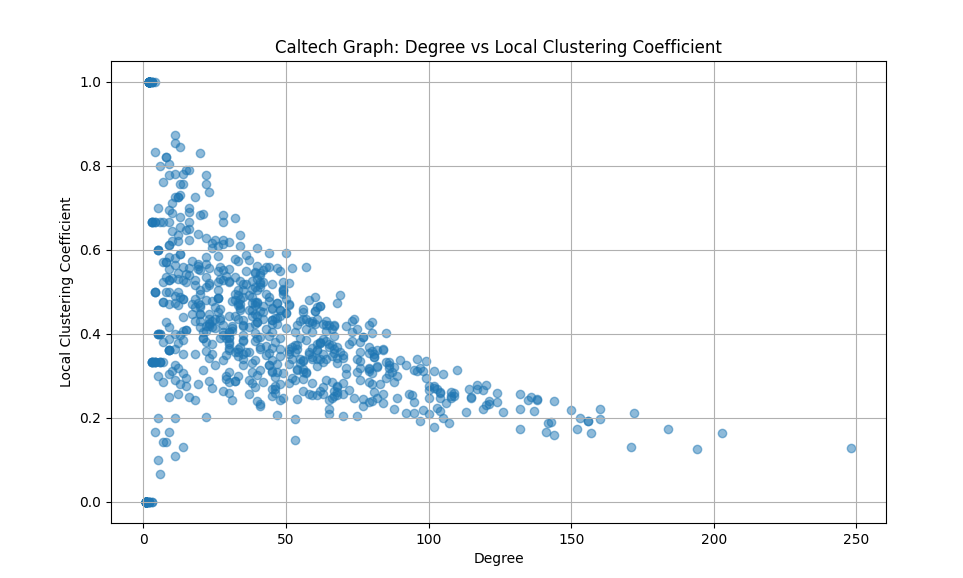 Caltech Graph: Degree vs Local Clustering Coefficient
1.0
0.8
0.6
0.4
0.2
0.0
Local Clustering Coefficient
0 50 100 150 200 250
Degree